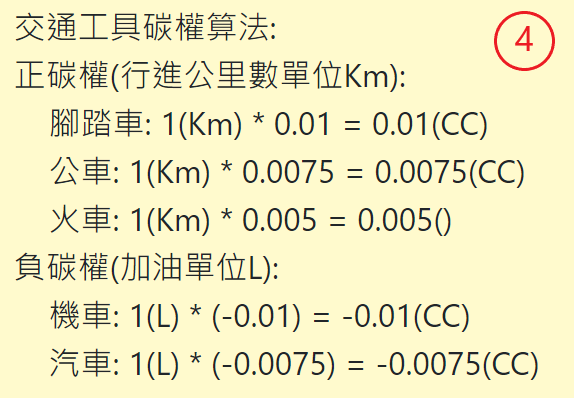 交通工具碳權算法:
4
正碳權(行進公里數單位Km):
腳踏車: 1(Km) * 0.01 = 0.01(CC)
公車: 1(Km) * 0.0075 = 0.0075(CC)
火車: 1(Km) * 0.005 = 0.005()
負碳權(加油單位L):
機車: 1(L) * (-0.01) = -0.01(CC)
汽車: 1(L) * (-0.0075) = -0.0075(CC)